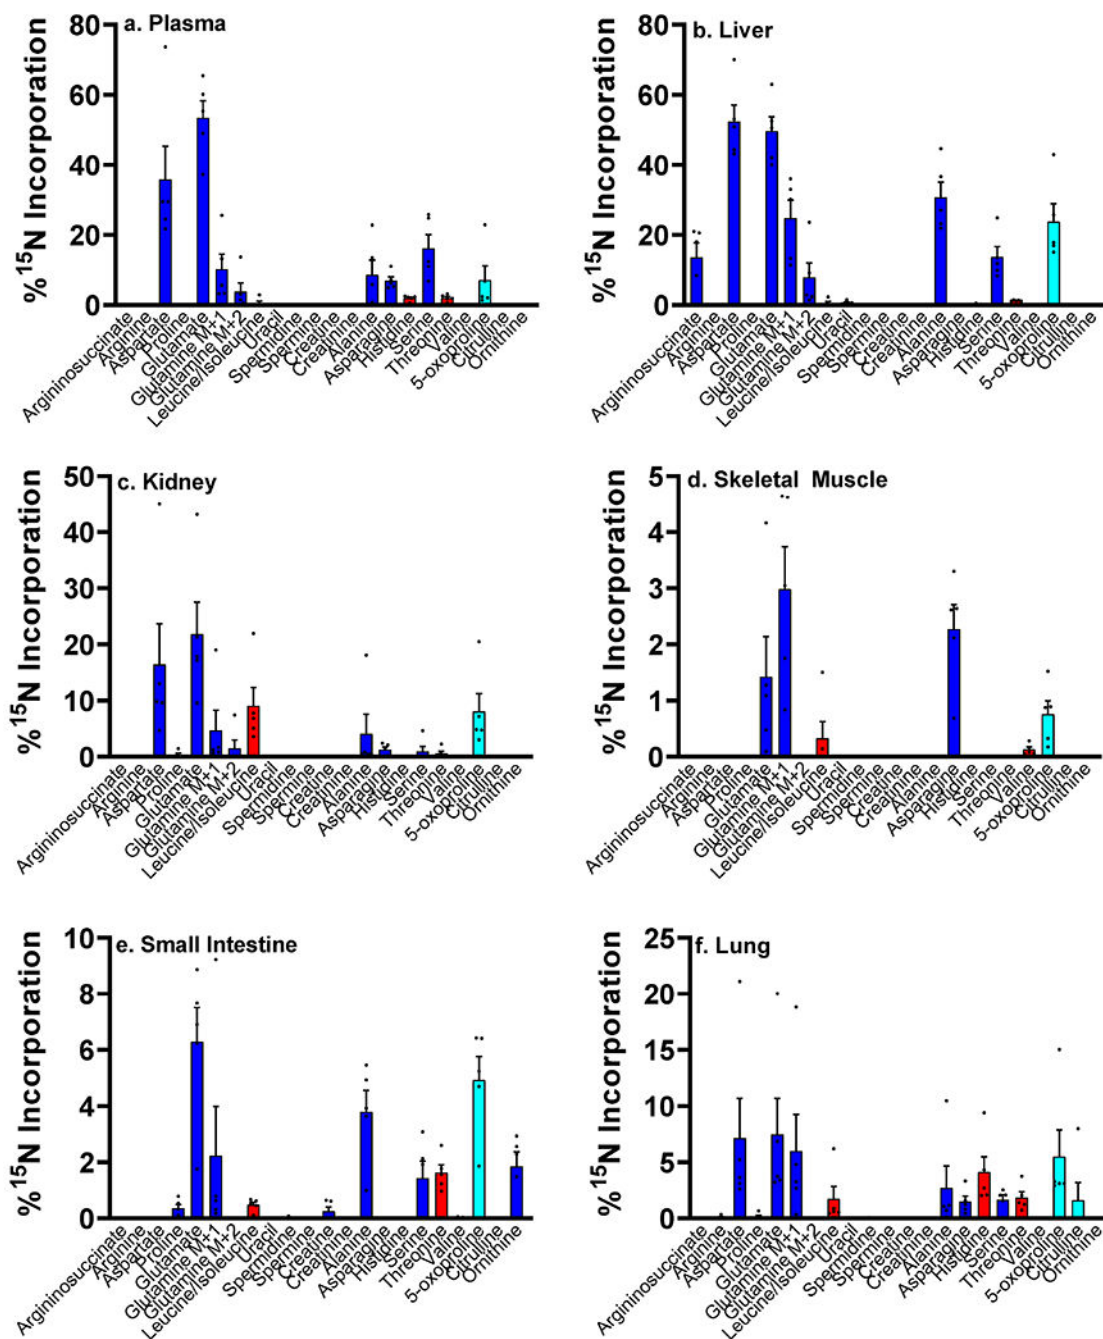 a. Plasma
% ¹⁵N Incorporation
80
60
40
20
0
Argininosuccinate
Arginine
Aspartate
Proline
Glutamate
Glutamine M+1
Glutamine M+2
Leucine/Isoleucine
Uracil
Spermidine
Spermine
Creatine
Creatinine
Alanine
Asparagine
Histidine
Serine
Threonine
Valine
5-oxoproline
Citrulline
Ornithine
b. Liver
% ¹⁵N Incorporation
80
60
40
20
0
Argininosuccinate
Arginine
Aspartate
Proline
Glutamate
Glutamine M+1
Glutamine M+2
Leucine/Isoleucine
Uracil
Spermidine
Spermine
Creatine
Creatinine
Alanine
Asparagine
Histidine
Serine
Threonine
Valine
5-oxoproline
Citrulline
Ornithine
c. Kidney
% ¹⁵N Incorporation
50
40
30
20
10
0
Argininosuccinate
Arginine
Aspartate
Proline
Glutamate
Glutamine M+1
Glutamine M+2
Leucine/Isoleucine
Uracil
Spermidine
Spermine
Creatine
Creatinine
Alanine
Asparagine
Histidine
Serine
Threonine
Valine
5-oxoproline
Citrulline
Ornithine
d. Skeletal Muscle
% ¹⁵N Incorporation
5
4
3
2
1
0
Argininosuccinate
Arginine
Aspartate
Proline
Glutamate
Glutamine M+1
Glutamine M+2
Leucine/Isoleucine
Uracil
Spermidine
Spermine
Creatine
Creatinine
Alanine
Asparagine
Histidine
Serine
Threonine
Valine
5-oxoproline
Citrulline
Ornithine
e. Small Intestine
% ¹⁵N Incorporation
10
8
6
4
2
0
Argininosuccinate
Arginine
Aspartate
Proline
Glutamate
Glutamine M+1
Glutamine M+2
Leucine/Isoleucine
Uracil
Spermidine
Spermine
Creatine
Creatinine
Alanine
Asparagine
Histidine
Serine
Threonine
Valine
5-oxoproline
Citrulline
Ornithine
f. Lung
% ¹⁵N Incorporation
25
20
15
10
5
0
Argininosuccinate
Arginine
Aspartate
Proline
Glutamate
Glutamine M+1
Glutamine M+2
Leucine/Isoleucine
Uracil
Spermidine
Spermine
Creatine
Creatinine
Alanine
Asparagine
Histidine
Serine
Threonine
Valine
5-oxoproline
Citrulline
Ornithine